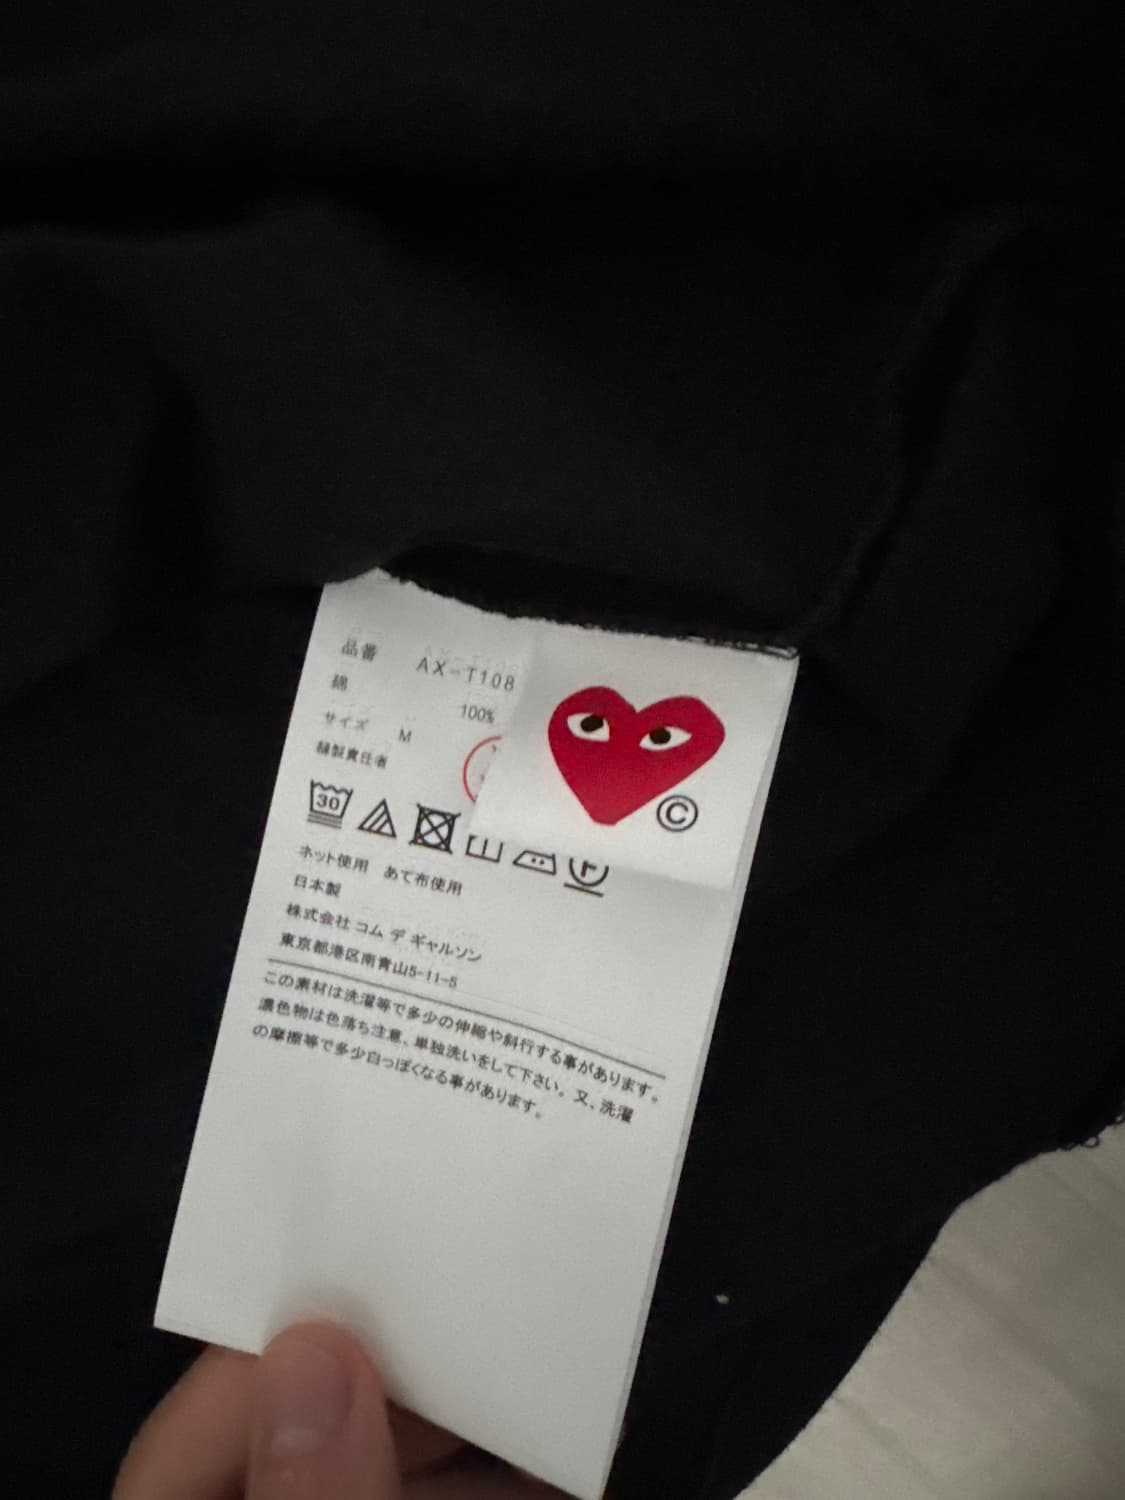 品番 AX-T108
綿 100%
サイズ M
縫製責任者
30
©
F
ネット使用 あて布使用
日本製
株式会社 コム デ ギャルソン
東京都港区南青山5-11-5
この素材は洗濯等で多少の伸縮や斜行する事があります。
濃色物は色落ち注意、単独洗いをして下さい。又、洗濯
の摩擦等で多少白っぽくなる事があります。